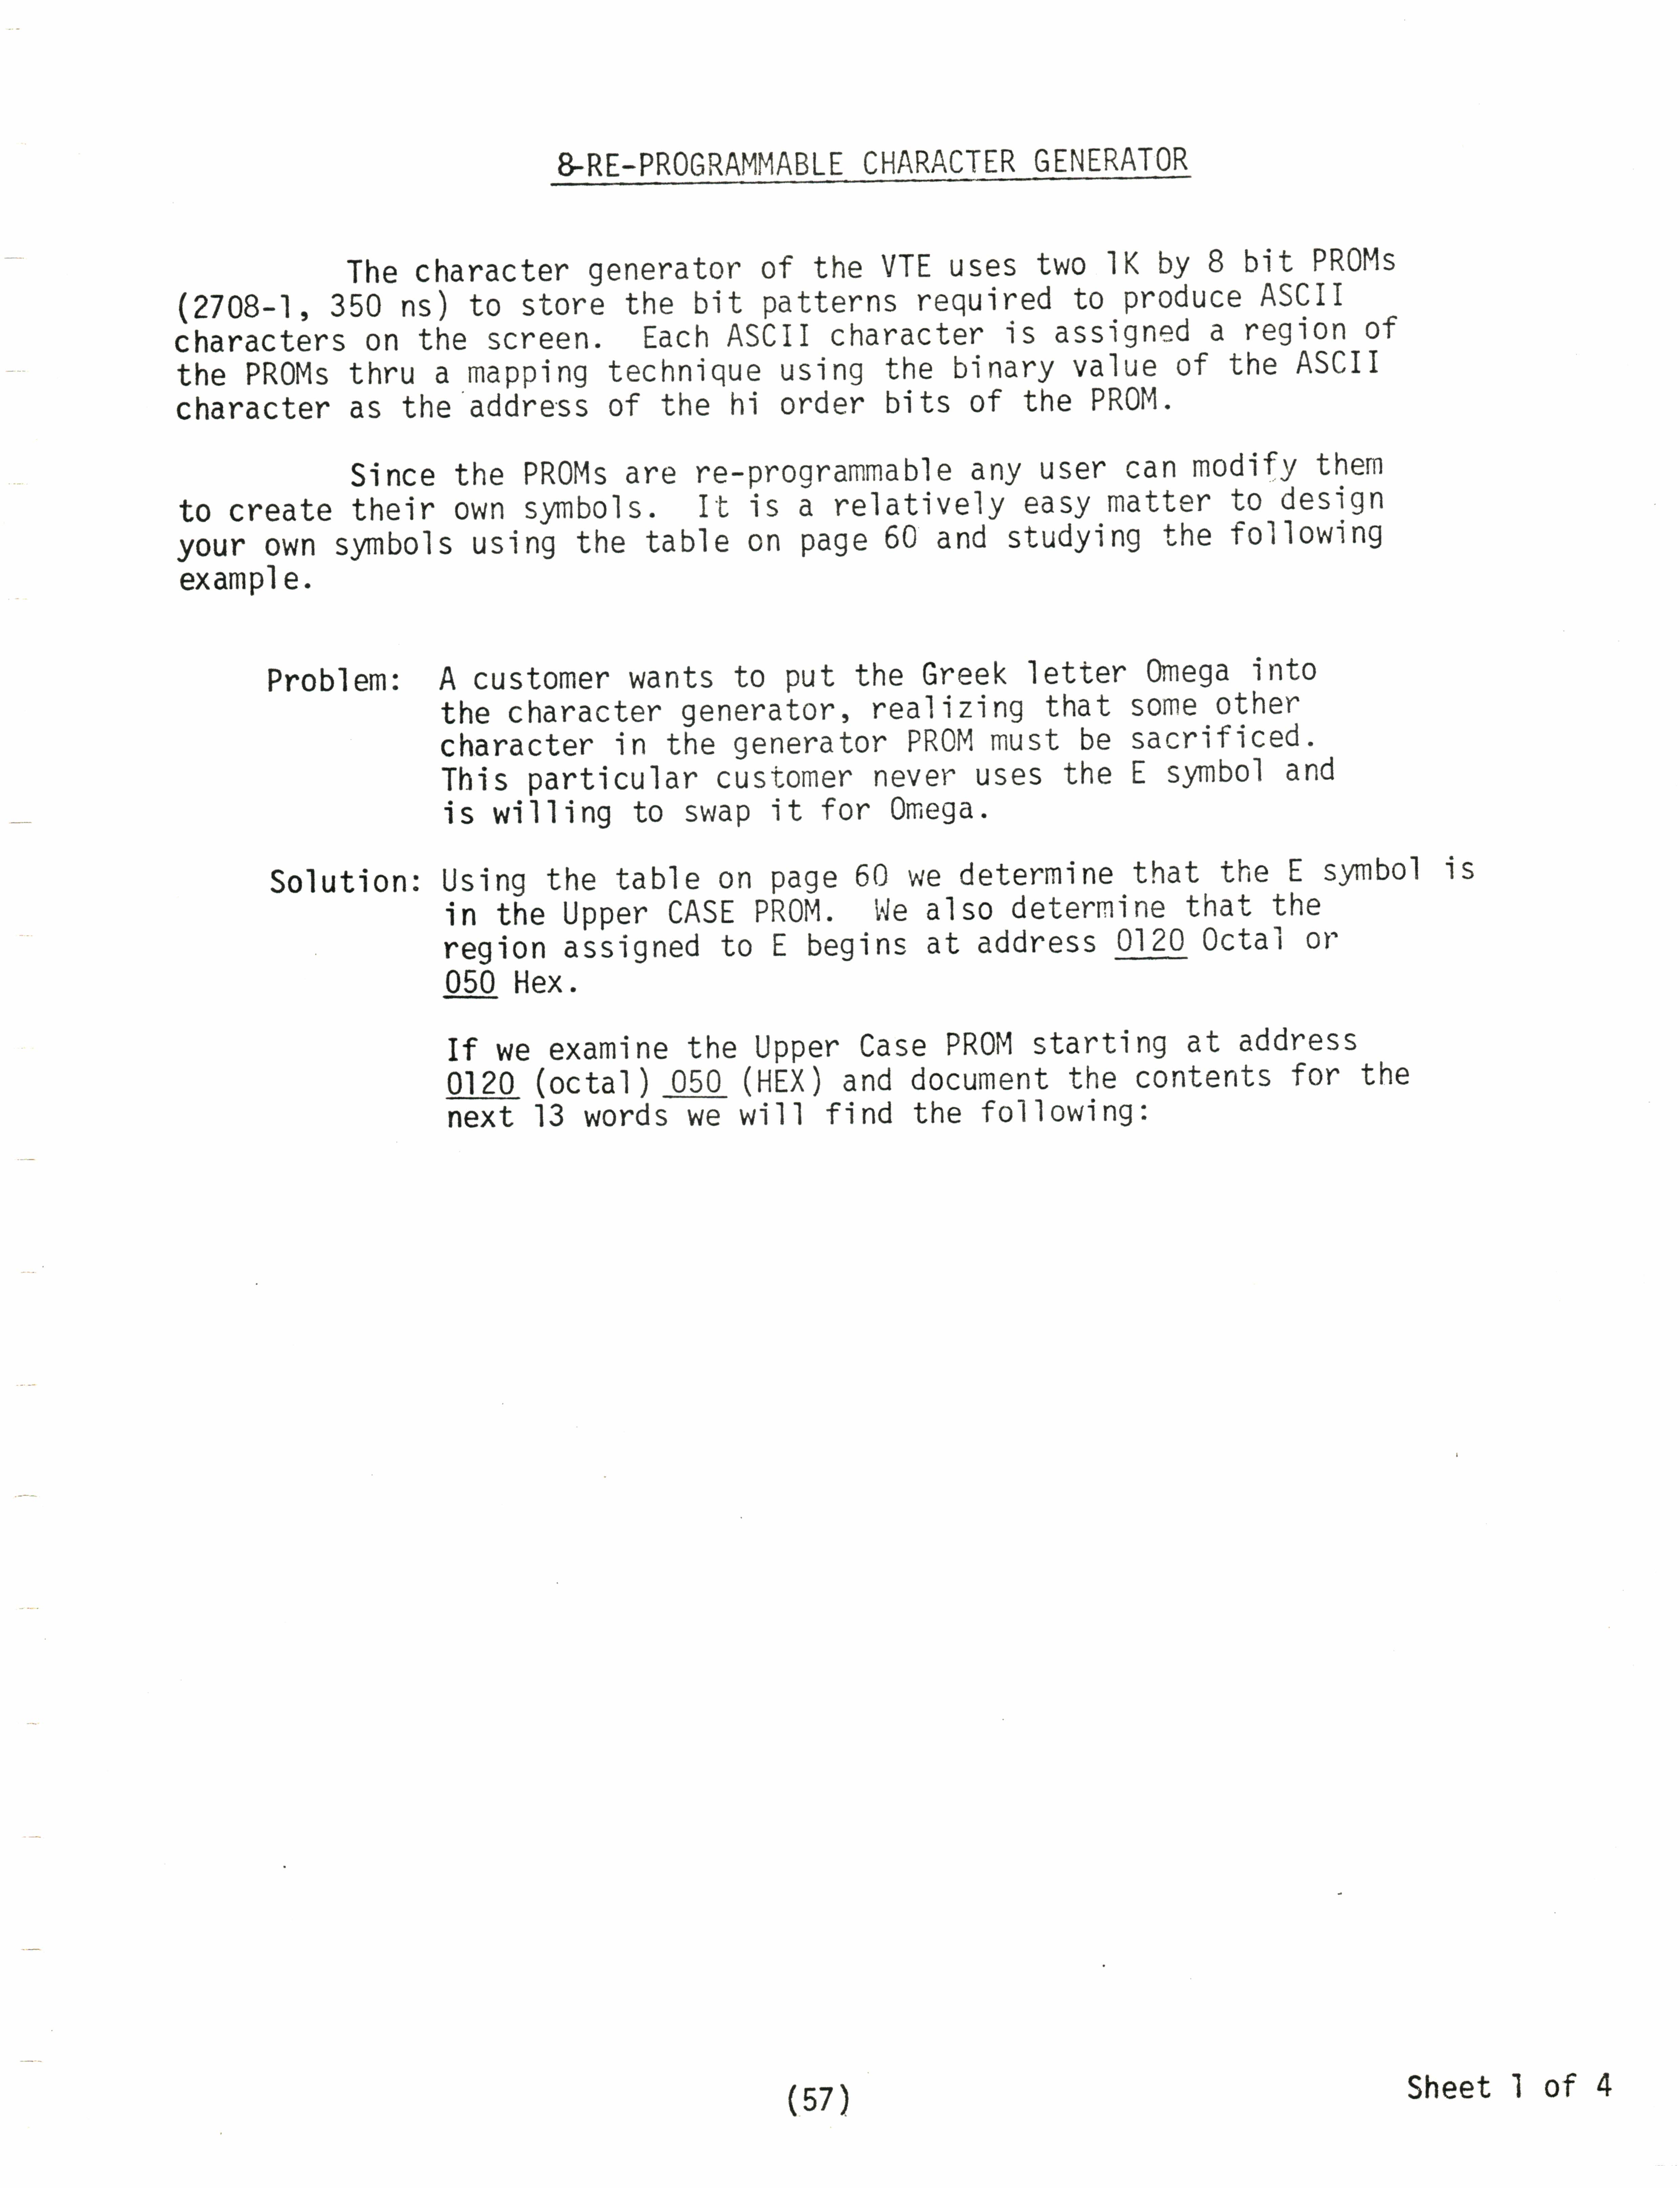 8-RE-PROGRAMMABLE CHARACTER GENERATOR
The character generator of the VTE uses two 1K by 8 bit PROMs
(2708-1, 350 ns) to store the bit patterns required to produce ASCII
characters on the screen. Each ASCII character is assigned a region of
the PROMs thru a mapping technique using the binary value of the ASCII
character as the address of the hi order bits of the PROM.
Since the PROMs are re-programmable any user can modify them
to create their own symbols. It is a relatively easy matter to design
your own symbols using the table on page 60 and studying the following
example.
Problem: A customer wants to put the Greek letter Omega into
the character generator, realizing that some other
character in the generator PROM must be sacrificed.
This particular customer never uses the E symbol and
is willing to swap it for Omega.
Solution: Using the table on page 60 we determine that the E symbol is
in the Upper CASE PROM. We also determine that the
region assigned to E begins at address 0120 Octal or
050 Hex.
If we examine the Upper Case PROM starting at address
0120 (octal) 050 (HEX) and document the contents for the
next 13 words we will find the following:
(57)
Sheet 1 of 4